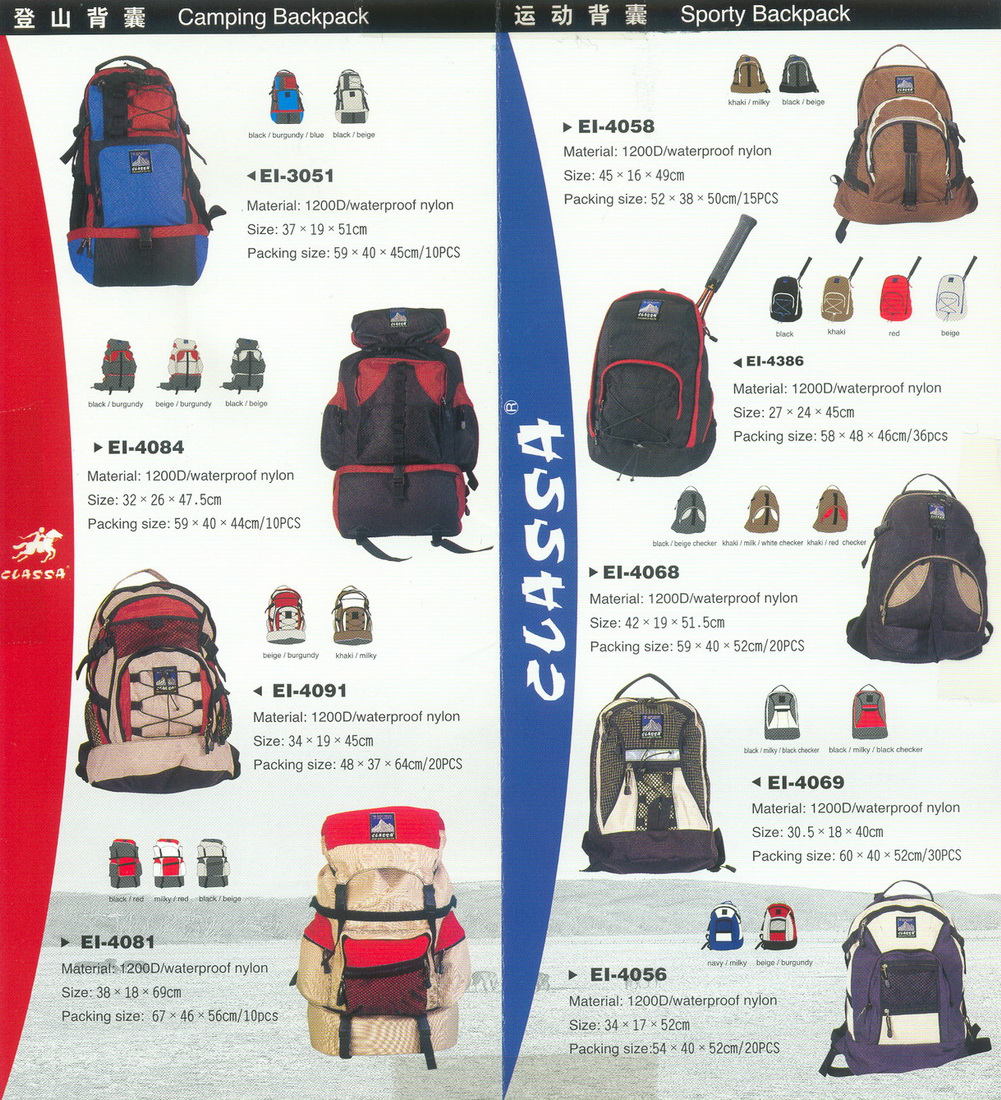 登山背囊 Camping Backpack
black / burgundy / blue
black / beige
EI-3051
Material: 1200D/waterproof nylon
Size: 37 × 19 × 51cm
Packing size: 59 × 40 × 45cm/10PCS
black / burgundy
beige / burgundy
black / beige
EI-4084
Material: 1200D/waterproof nylon
Size: 32 × 26 × 47.5cm
Packing size: 59 × 40 × 44cm/10PCS
CLASSA
beige / burgundy
khaki / milky
EI-4091
Material: 1200D/waterproof nylon
Size: 34 × 19 × 45cm
Packing size: 48 × 37 × 64cm/20PCS
black / red
milky / red
black / beige
EI-4081
Material: 1200D/waterproof nylon
Size: 38 × 18 × 69cm
Packing size: 67 × 46 × 56cm/10pcs
运动背囊 Sporty Backpack
CLASSA®
khaki / milky
black / beige
EI-4058
Material: 1200D/waterproof nylon
Size: 45 × 16 × 49cm
Packing size: 52 × 38 × 50cm/15PCS
black
khaki
red
beige
EI-4386
Material: 1200D/waterproof nylon
Size: 27 × 24 × 45cm
Packing size: 58 × 48 × 46cm/36pcs
black / beige checker
khaki / milk / white checker
khaki / red checker
EI-4068
Material: 1200D/waterproof nylon
Size: 42 × 19 × 51.5cm
Packing size: 59 × 40 × 52cm/20PCS
black / milky / black checker
black / milky / black checker
EI-4069
Material: 1200D/waterproof nylon
Size: 30.5 × 18 × 40cm
Packing size: 60 × 40 × 52cm/30PCS
navy / milky
beige / burgundy
EI-4056
Material: 1200D/waterproof nylon
Size: 34 × 17 × 52cm
Packing size:54 × 40 × 52cm/20PCS